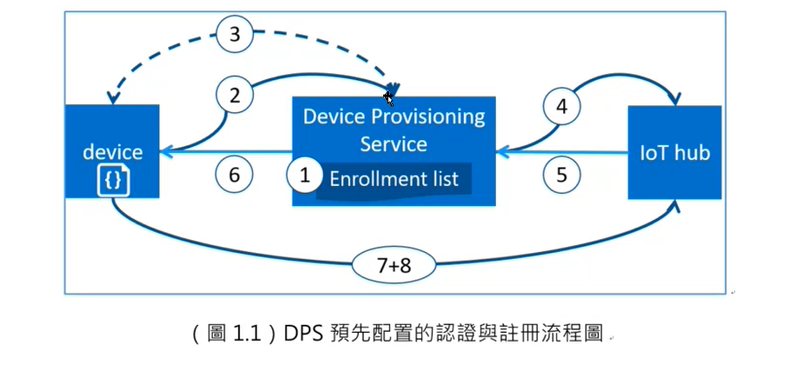 3
2
4
Device Provisioning
Service
device
{}
IoT hub
6
1
Enrollment list
5
7+8
（圖 1.1）DPS 預先配置的認證與註冊流程圖